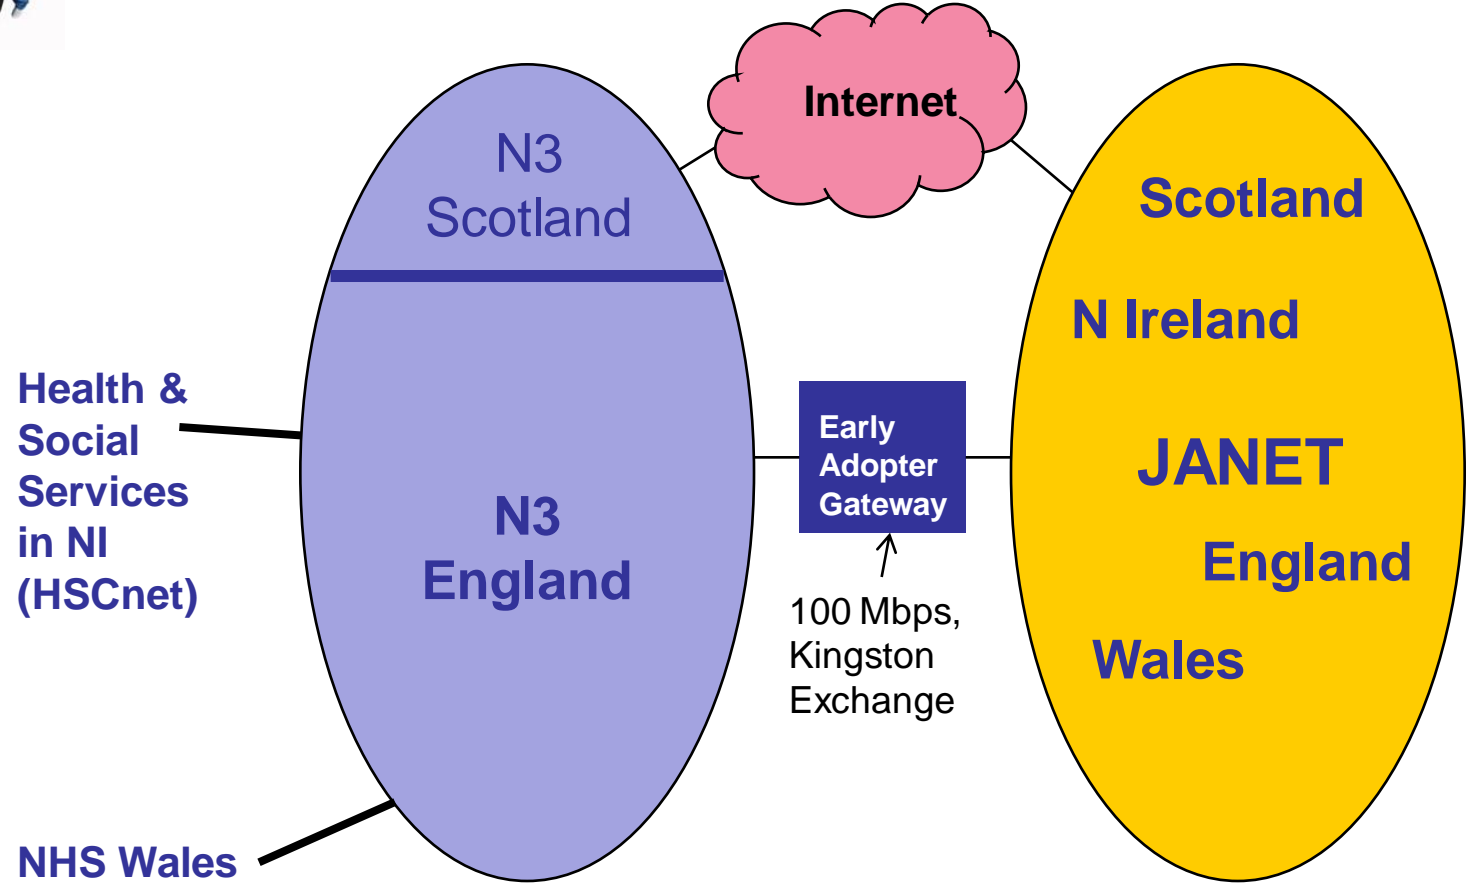 Internet
N3
Scotland
Scotland
N Ireland
Health &
Social
Services
in NI
(HSCnet)
Early
Adopter
Gateway
JANET
N3
England
England
100 Mbps,
Kingston
Exchange
Wales
NHS Wales